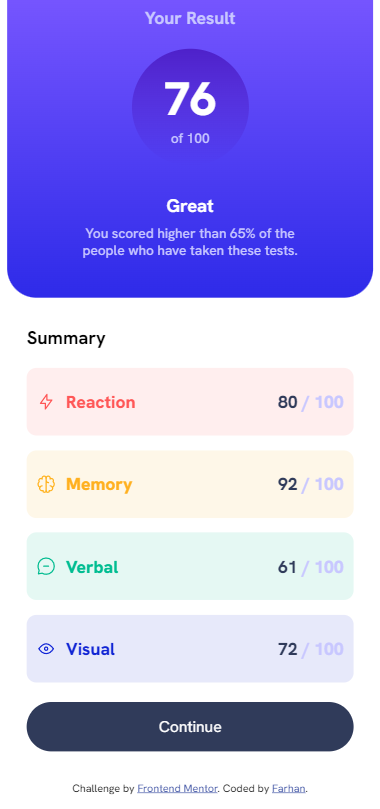 Your Result
76
of 100
Great
You scored higher than 65% of the
people who have taken these tests.
Summary
Reaction 80 / 100
Memory 92 / 100
Verbal 61 / 100
Visual 72 / 100
Continue
Challenge by Frontend Mentor. Coded by Farhan.